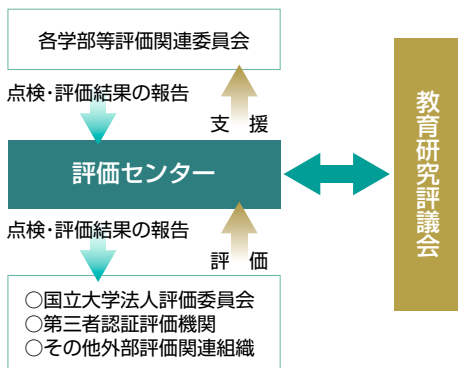 各学部等評価関連委員会
点検・評価結果の報告
支 援
評価センター
教育研究評議会
点検・評価結果の報告
評 価
○国立大学法人評価委員会
○第三者認証評価機関
○その他外部評価関連組織